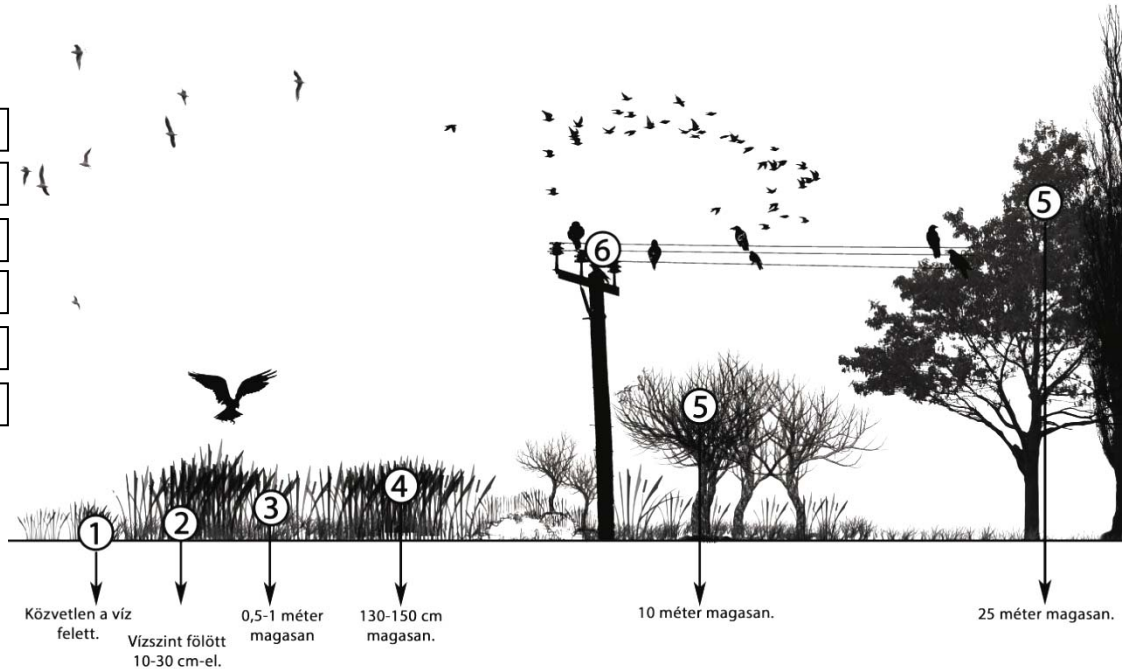 5
6
5
4
3
2
1
Közvetlen a víz
felett.
Vízszint fölött
10-30 cm-el.
0,5-1 méter
magasan
130-150 cm
magasan.
10 méter magasan.
25 méter magasan.